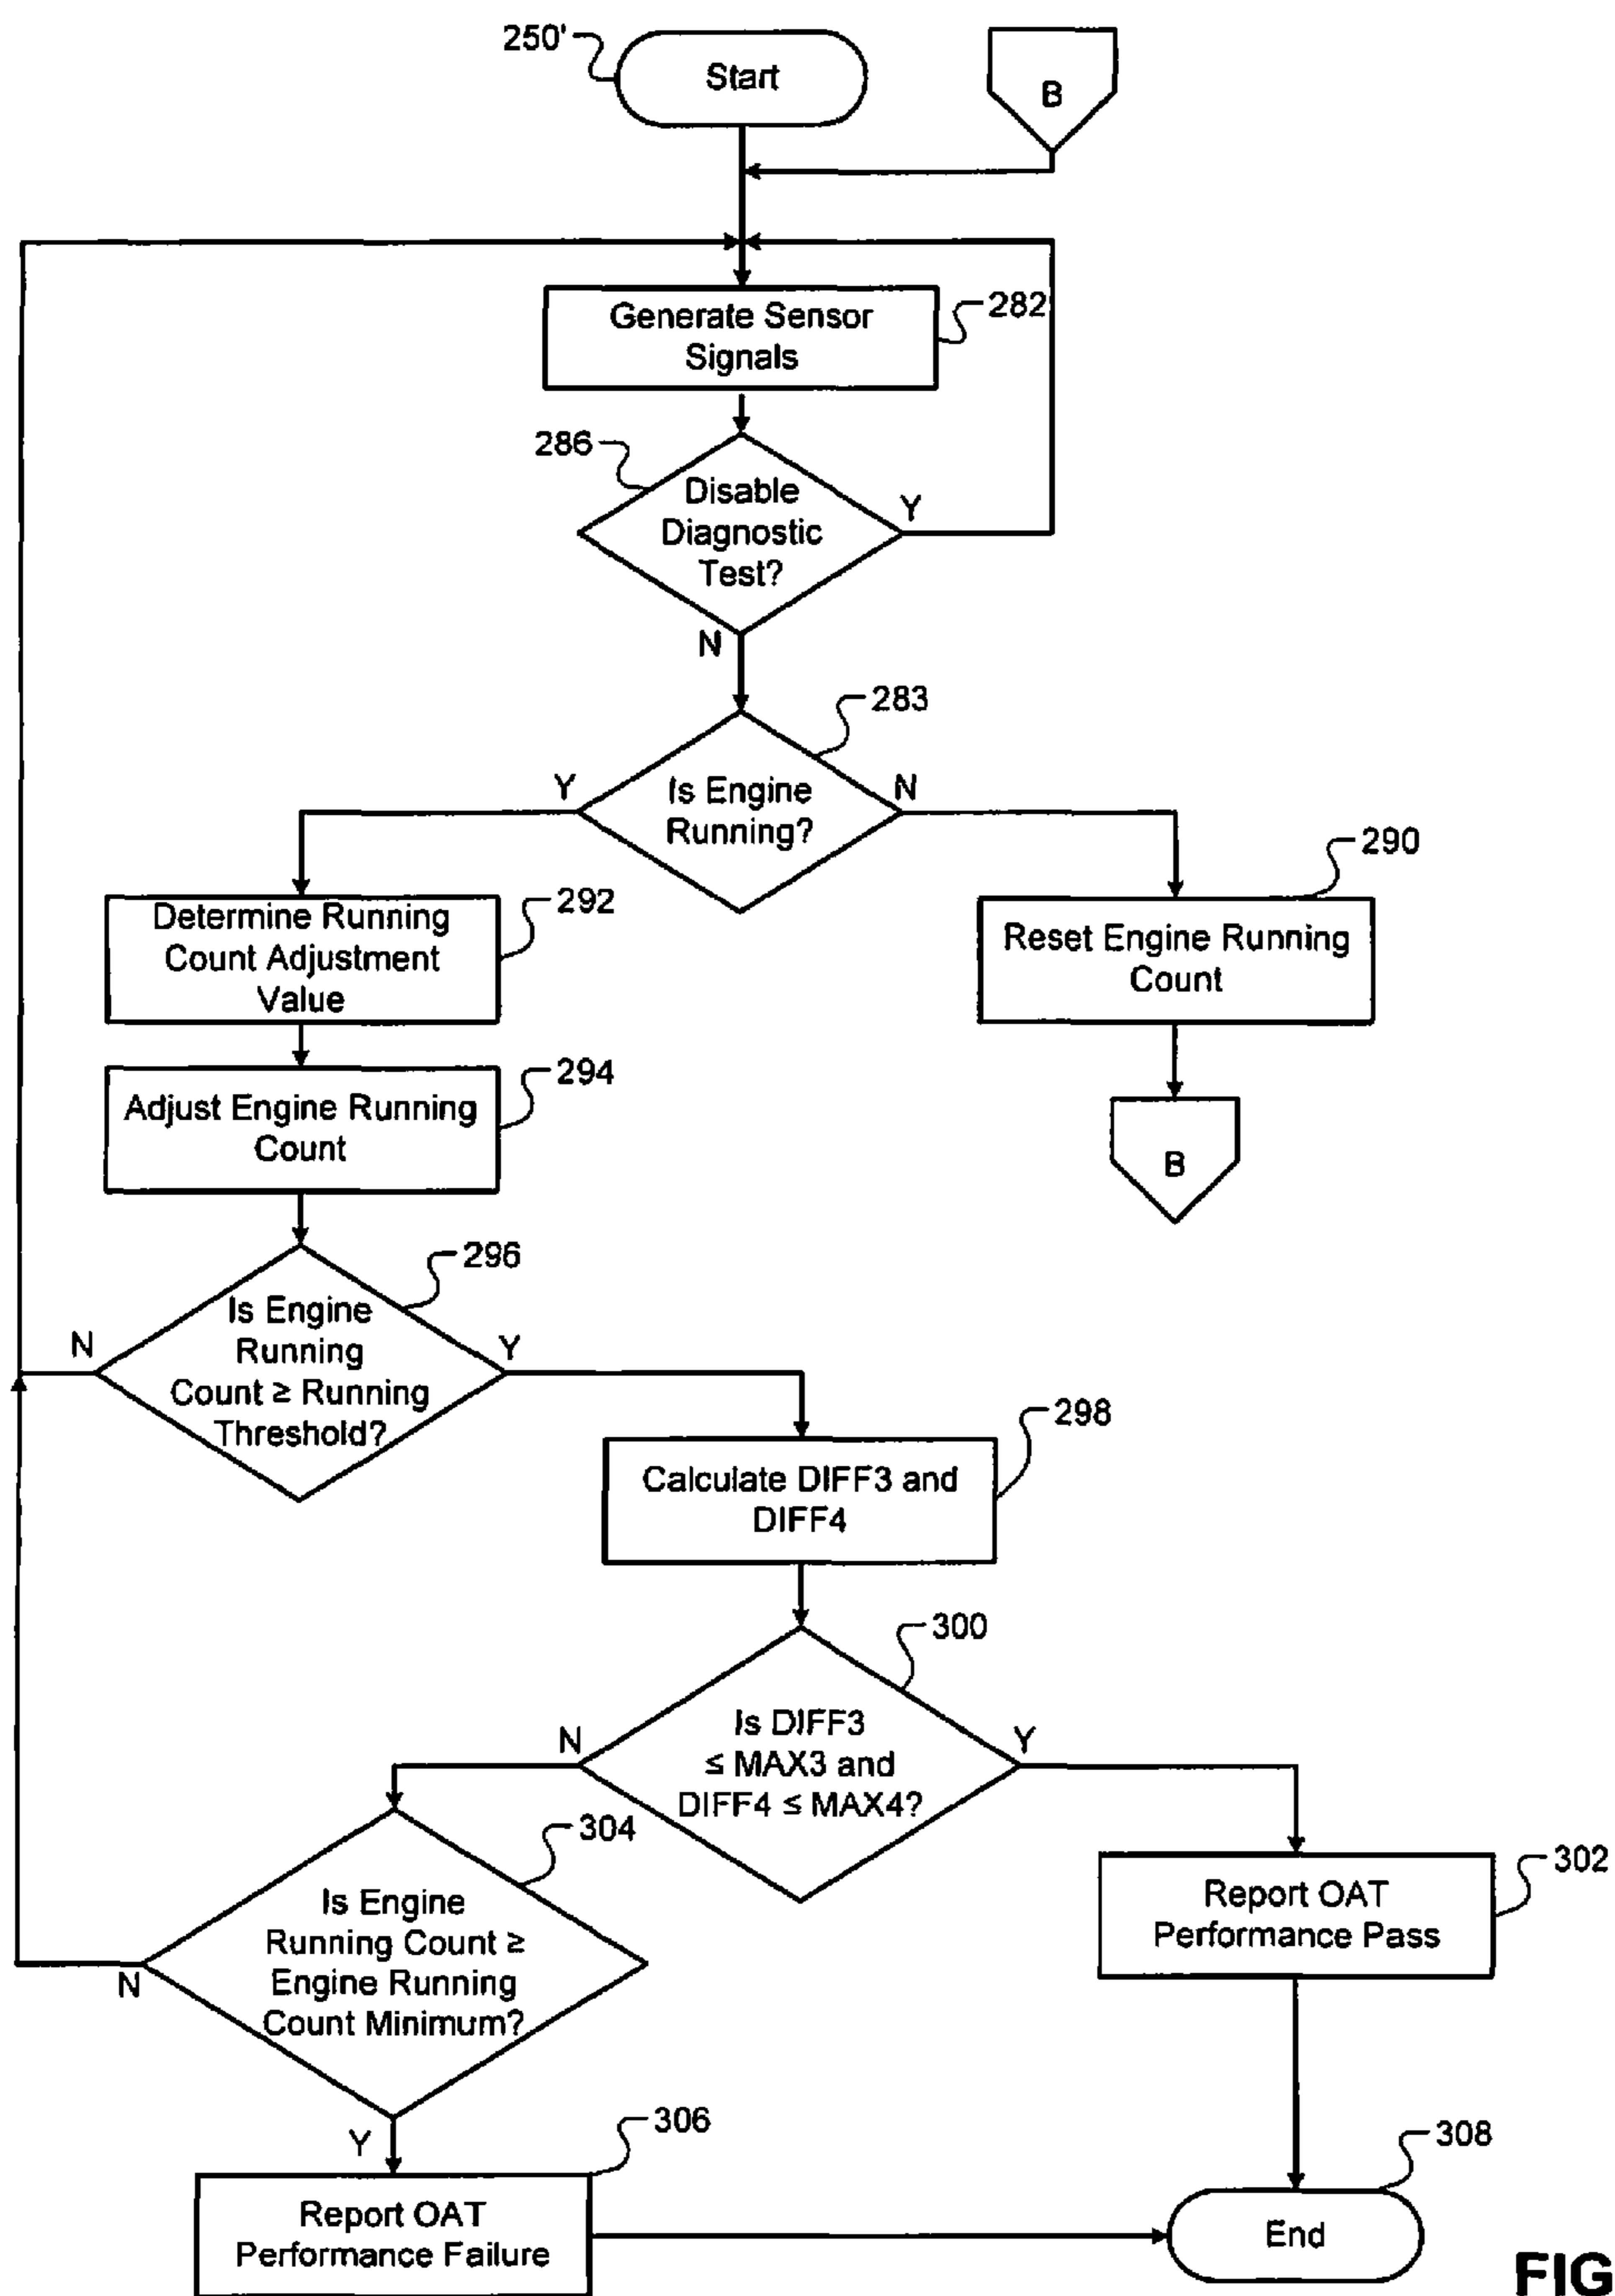 250'
Start
B
Generate Sensor
Signals
282
286
Disable
Diagnostic
Test?
Y
N
283
Is Engine
Running?
Y
N
290
292
Determine Running
Count Adjustment
Value
Reset Engine Running
Count
294
Adjust Engine Running
Count
B
296
Is Engine
Running
Count ≥ Running
Threshold?
N
Y
298
Calculate DIFF3 and
DIFF4
300
Is DIFF3
≤ MAX3 and
DIFF4 ≤ MAX4?
N
Y
304
Is Engine
Running Count ≥
Engine Running
Count Minimum?
N
Y
302
Report OAT
Performance Pass
306
Report OAT
Performance Failure
308
End
FIG